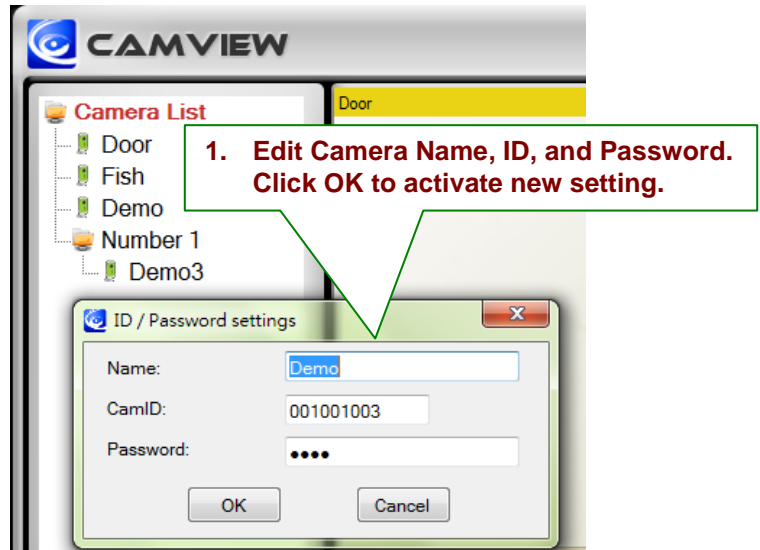 CAMVIEW
Camera List
Door
Fish
Demo
Number 1
Demo3
Door
1. Edit Camera Name, ID, and Password.
Click OK to activate new setting.
ID / Password settings
Name: Demo
CamID: 001001003
Password: ••••
OK Cancel